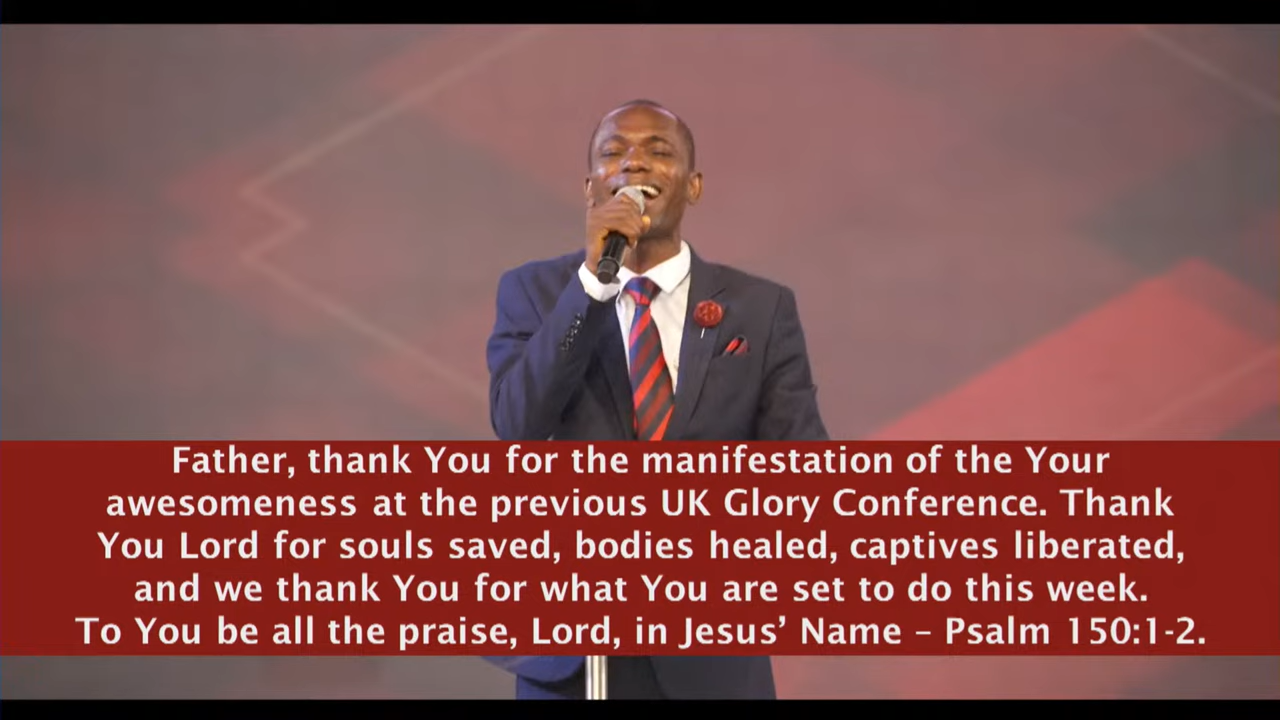 Father, thank You for the manifestation of the Your
awesomeness at the previous UK Glory Conference. Thank
You Lord for souls saved, bodies healed, captives liberated,
and we thank You for what You are set to do this week.
To You be all the praise, Lord, in Jesus’ Name – Psalm 150:1-2.